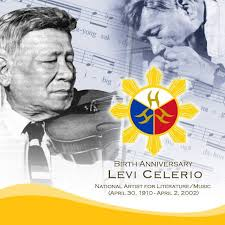 BIRTH ANNIVERSARY
LEVI CELERIO
NATIONAL ARTIST FOR LITERATURE/MUSIC
(APRIL 30, 1910 - APRIL 2, 2002)